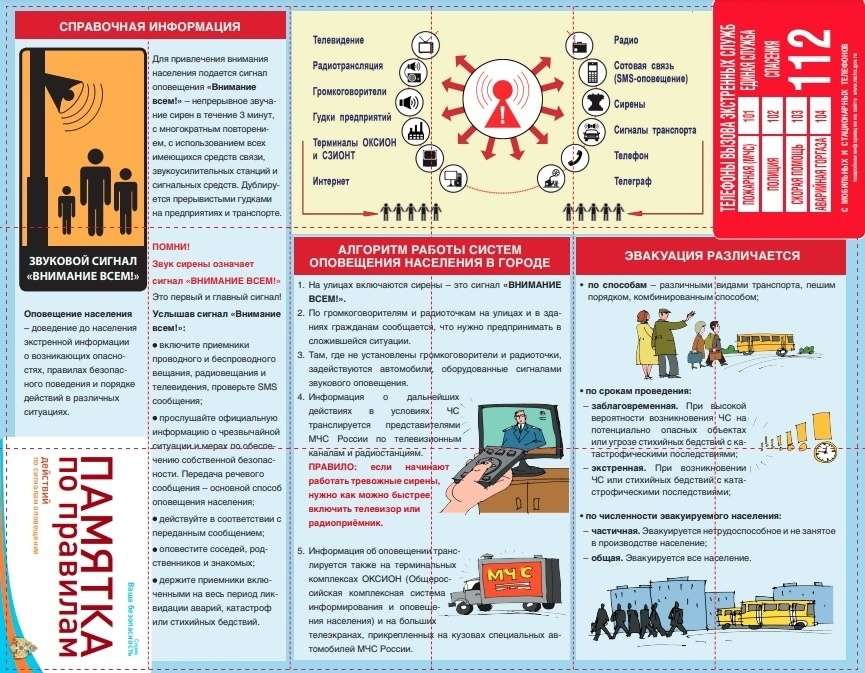 СПРАВОЧНАЯ ИНФОРМАЦИЯ
ЗВУКОВОЙ СИГНАЛ
«ВНИМАНИЕ ВСЕМ!»
Оповещение населения
– доведение до населения
экстренной информации
о возникающих опасно-
стях, правилах безопас-
ного поведения и порядке
действий в различных
ситуациях.
Для привлечения внимания
населения подается сигнал
оповещения «Внимание
всем!» – непрерывное звуча-
ние сирен в течение 3 минут,
с многократным повторени-
ем, с использованием всех
имеющихся средств связи,
звукоусилительных станций и
сигнальных средств. Дублиру-
ется прерывистыми гудками
на предприятиях и транспорте.
ПОМНИ!
Звук сирены означает
сигнал «ВНИМАНИЕ ВСЕМ!»
Это первый и главный сигнал!
Услышав сигнал «Внимание
всем!»:
● включите приемники
проводного и беспроводного
вещания, радиовещания и
телевидения, проверьте SMS
сообщения;
● прослушайте официальную
информацию о чрезвычайной
ситуации и мерах по обеспе-
чению собственной безопас-
ности. Передача речевого
сообщения – основной способ
оповещения населения;
● действуйте в соответствии с
переданным сообщением;
● оповестите соседей, род-
ственников и знакомых;
● держите приемники вклю-
ченными на весь период лик-
видации аварий, катастроф
или стихийных бедствий.
ПАМЯТКА
по правилам
действий
по сигналам оповещения
Серия
Ваша безопасность
Телевидение
Радиотрансляция
Громкоговорители
Гудки предприятий
Терминалы ОКСИОН
и СЗИОНТ
Интернет
Радио
Сотовая связь
(SMS-оповещение)
Сирены
Сигналы транспорта
Телефон
Телеграф
ТЕЛЕФОНЫ ВЫЗОВА ЭКСТРЕННЫХ СЛУЖБ
ПОЖАРНАЯ (МЧС) 101
ПОЛИЦИЯ 102
СКОРАЯ ПОМОЩЬ 103
АВАРИЙНАЯ ГОРГАЗА 104
ЕДИНАЯ СЛУЖБА
СПАСЕНИЯ
112
С МОБИЛЬНЫХ И СТАЦИОНАРНЫХ ТЕЛЕФОНОВ
АЛГОРИТМ РАБОТЫ СИСТЕМ
ОПОВЕЩЕНИЯ НАСЕЛЕНИЯ В ГОРОДЕ
1. На улицах включаются сирены – это сигнал «ВНИМАНИЕ
ВСЕМ!».
2. По громкоговорителям и радиоточкам на улицах и в зда-
ниях гражданам сообщается, что нужно предпринимать в
сложившейся ситуации.
3. Там, где не установлены громкоговорители и радиоточки,
задействуются автомобили, оборудованные сигналами
звукового оповещения.
4. Информация о дальнейших
действиях в условиях ЧС
транслируется представителями
МЧС России по телевизионным
каналам и радиостанциям.
ПРАВИЛО: если начинают
работать тревожные сирены,
нужно как можно быстрее
включить телевизор или
радиоприёмник.
5. Информация об оповещении транс-
лируется также на терминальных
комплексах ОКСИОН (Общерос-
сийская комплексная система
информирования и оповеще-
ния населения) и на больших
телеэкранах, прикрепленных на кузовах специальных ав-
томобилей МЧС России.
МЧС
ЭВАКУАЦИЯ РАЗЛИЧАЕТСЯ
• по способам – различными видами транспорта, пешим
порядком, комбинированным способом;
• по срокам проведения:
– заблаговременная. При высокой
вероятности возникновения ЧС на
потенциально опасных объектах
или угрозе стихийных бедствий с ка-
тастрофическими последствиями;
– экстренная. При возникновении
ЧС или стихийных бедствий с ката-
строфическими последствиями;
• по численности эвакуируемого населения:
– частичная. Эвакуируется нетрудоспособное и не занятое
в производстве население;
– общая. Эвакуируется все население.